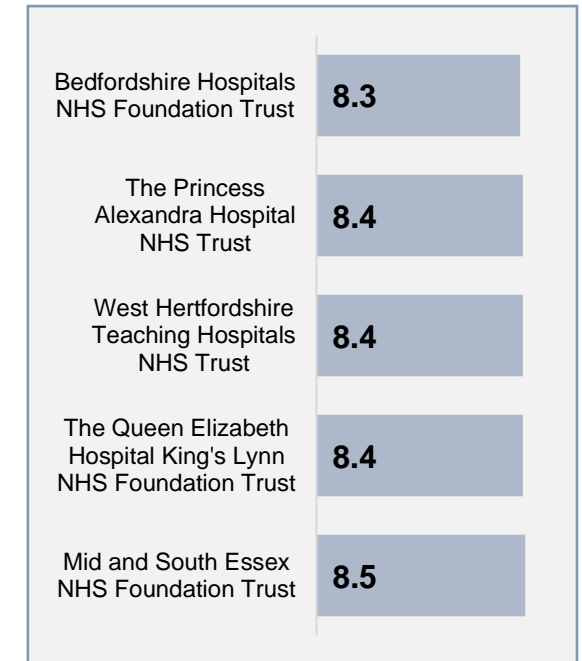 Bedfordshire Hospitals
NHS Foundation Trust
8.3
The Princess
Alexandra Hospital
NHS Trust
8.4
West Hertfordshire
Teaching Hospitals
NHS Trust
8.4
The Queen Elizabeth
Hospital King's Lynn
NHS Foundation Trust
8.4
Mid and South Essex
NHS Foundation Trust
8.5